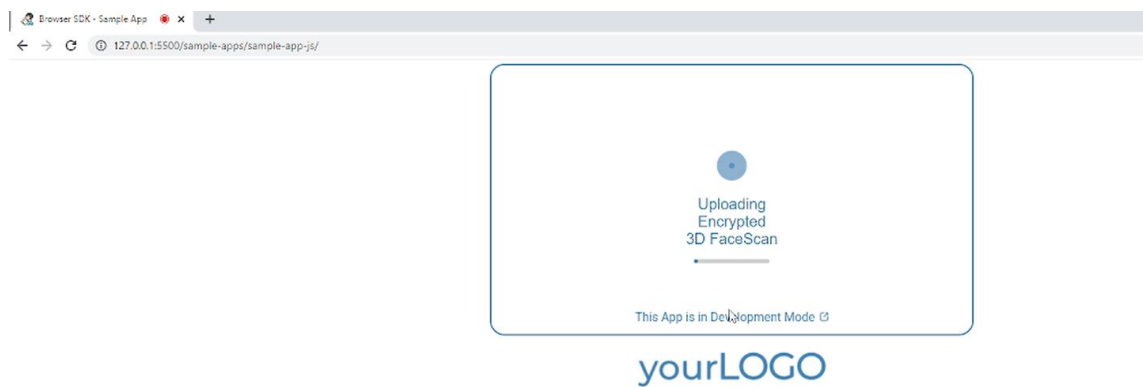 Browser SDK - Sample App
127.0.0.1:5500/sample-apps/sample-app-js/
Uploading
Encrypted
3D FaceScan
This App is in Development Mode
yourLOGO